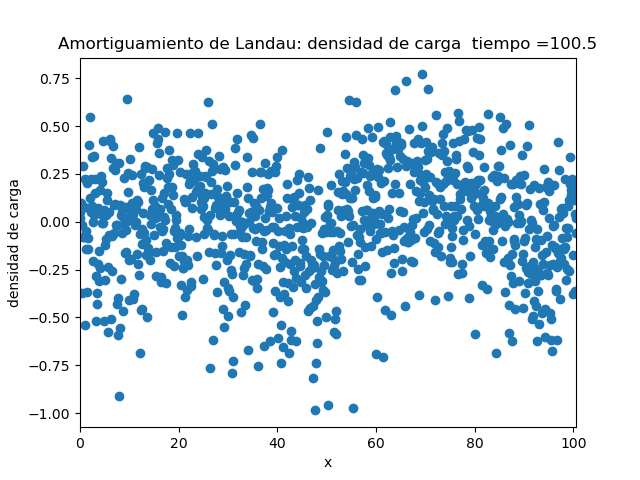 Amortiguamiento de Landau: densidad de carga  tiempo =100.5
0.75
0.50
0.25
0.00
−0.25
−0.50
−0.75
−1.00
densidad de carga
0 20 40 60 80 100
x